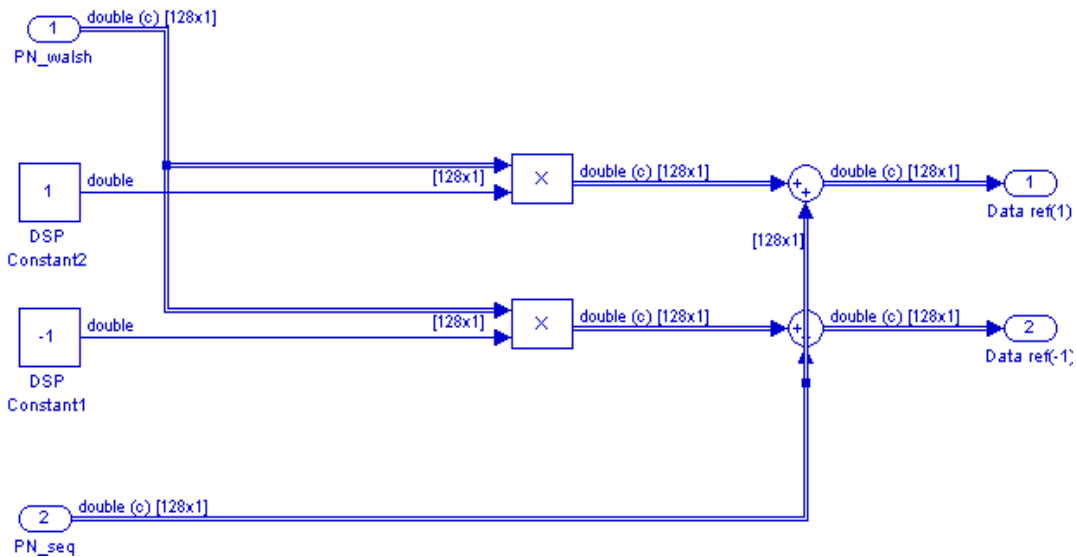 double (c) [128x1]
1
PN_walsh
1
double
DSP
Constant2
[128x1]
×
double (c) [128x1]
+
+
double (c) [128x1]
1
Data ref(1)
[128x1]
-1
double
DSP
Constant1
[128x1]
×
double (c) [128x1]
+
double (c) [128x1]
2
Data ref(-1)
double (c) [128x1]
2
PN_seq